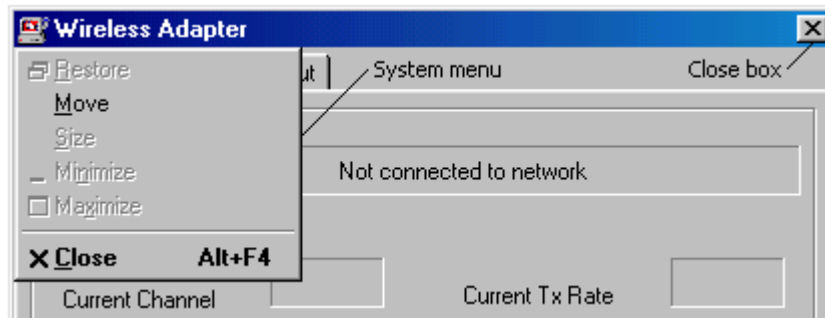 Wireless Adapter
Restore
ut
System menu
Close box
Move
Size
Minimize
Not connected to network
Maximize
Close Alt+F4
Current Channel
Current Tx Rate